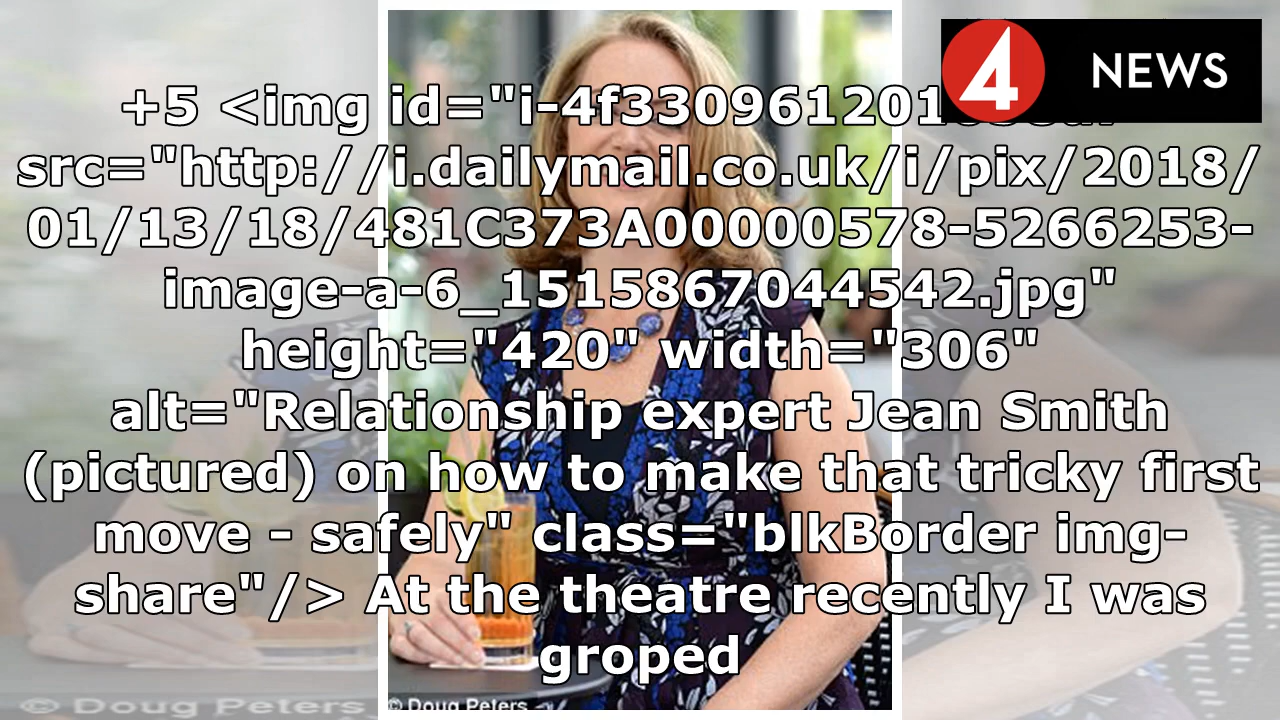 4 NEWS
+5 <img id="i-4f330961201
src="http://i.dailymail.co.uk/i/pix/2018/
01/13/18/481C373A00000578-5266253-
image-a-6_1515867044542.jpg"
height="420" width="306"
alt="Relationship expert Jean Smith
(pictured) on how to make that tricky first
move - safely" class="blkBorder img-
share"/> At the theatre recently I was
groped
© Doug Peters
© Doug Peters